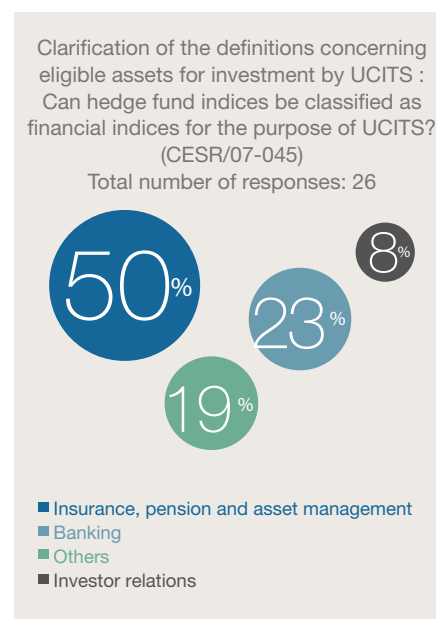 Clarification of the definitions concerning
eligible assets for investment by UCITS :
Can hedge fund indices be classified as
financial indices for the purpose of UCITS?
(CESR/07-045)
Total number of responses: 26
50%
8%
23%
19%
Insurance, pension and asset management
Banking
Others
Investor relations